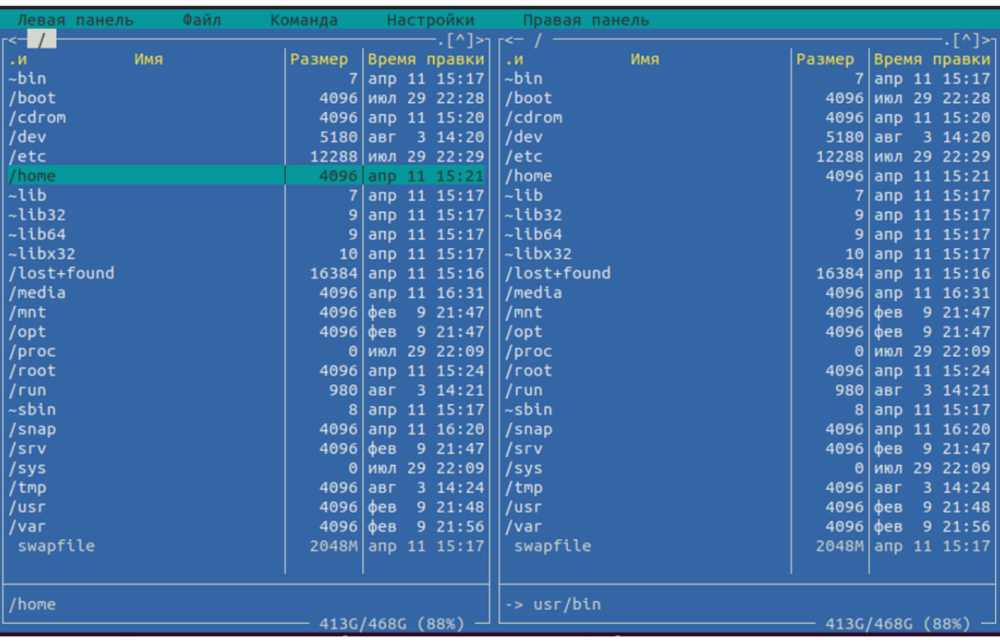 Левая панель Файл Команда Настройки Правая панель
<─ / .[^]> <─ / .[^]>
.и Имя Размер Время правки .и Имя Размер Время правки
~bin 7 апр 11 15:17 ~bin 7 апр 11 15:17
/boot 4096 июл 29 22:28 /boot 4096 июл 29 22:28
/cdrom 4096 апр 11 15:20 /cdrom 4096 апр 11 15:20
/dev 5180 авг 3 14:20 /dev 5180 авг 3 14:20
/etc 12288 июл 29 22:29 /etc 12288 июл 29 22:29
/home 4096 апр 11 15:21 /home 4096 апр 11 15:21
~lib 7 апр 11 15:17 ~lib 7 апр 11 15:17
~lib32 9 апр 11 15:17 ~lib32 9 апр 11 15:17
~lib64 9 апр 11 15:17 ~lib64 9 апр 11 15:17
~libx32 10 апр 11 15:17 ~libx32 10 апр 11 15:17
/lost+found 16384 апр 11 15:16 /lost+found 16384 апр 11 15:16
/media 4096 апр 11 16:31 /media 4096 апр 11 16:31
/mnt 4096 фев 9 21:47 /mnt 4096 фев 9 21:47
/opt 4096 фев 9 21:47 /opt 4096 фев 9 21:47
/proc 0 июл 29 22:09 /proc 0 июл 29 22:09
/root 4096 апр 11 15:24 /root 4096 апр 11 15:24
/run 980 авг 3 14:21 /run 980 авг 3 14:21
~sbin 8 апр 11 15:17 ~sbin 8 апр 11 15:17
/snap 4096 апр 11 16:20 /snap 4096 апр 11 16:20
/srv 4096 фев 9 21:47 /srv 4096 фев 9 21:47
/sys 0 июл 29 22:09 /sys 0 июл 29 22:09
/tmp 4096 авг 3 14:24 /tmp 4096 авг 3 14:24
/usr 4096 фев 9 21:48 /usr 4096 фев 9 21:48
/var 4096 фев 9 21:56 /var 4096 фев 9 21:56
swapfile 2048M апр 11 15:17 swapfile 2048M апр 11 15:17
/home -> usr/bin
413G/468G (88%) 413G/468G (88%)